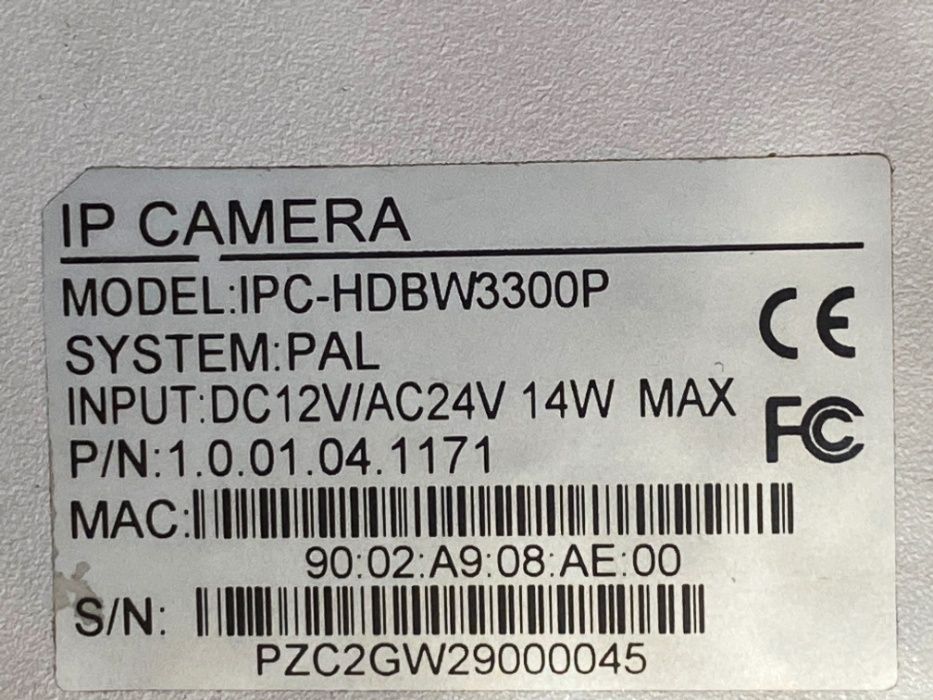 IP CAMERA
MODEL:IPC-HDBW3300P
SYSTEM:PAL
INPUT:DC12V/AC24V 14W MAX
P/N:1.0.01.04.1171
MAC:
90:02:A9:08:AE:00
S/N:
PZC2GW29000045
CE
FC